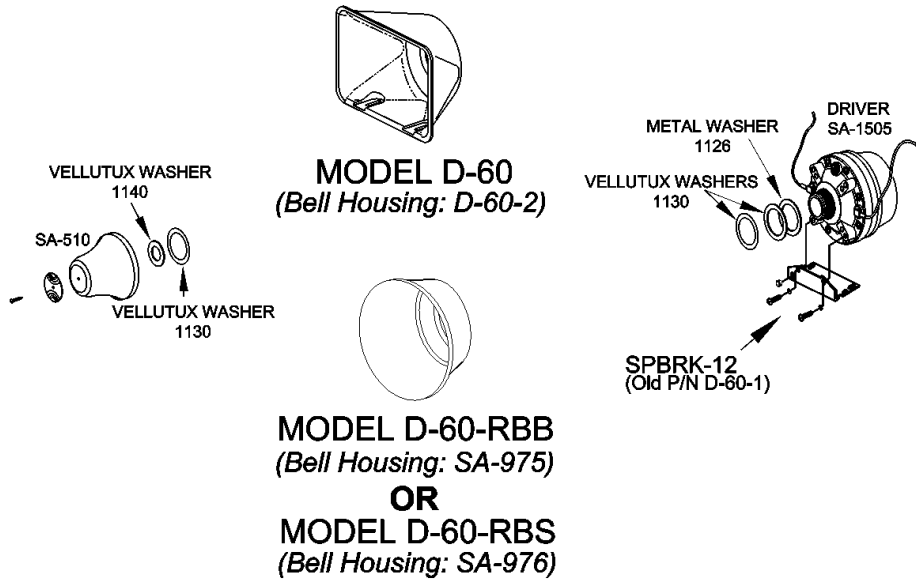 MODEL D-60
(Bell Housing: D-60-2)
VELLUTUX WASHER
1140
SA-510
VELLUTUX WASHER
1130
DRIVER
SA-1505
METAL WASHER
1126
VELLUTUX WASHERS
1130
SPBRK-12
(Old P/N D-60-1)
MODEL D-60-RBB
(Bell Housing: SA-975)
OR
MODEL D-60-RBS
(Bell Housing: SA-976)